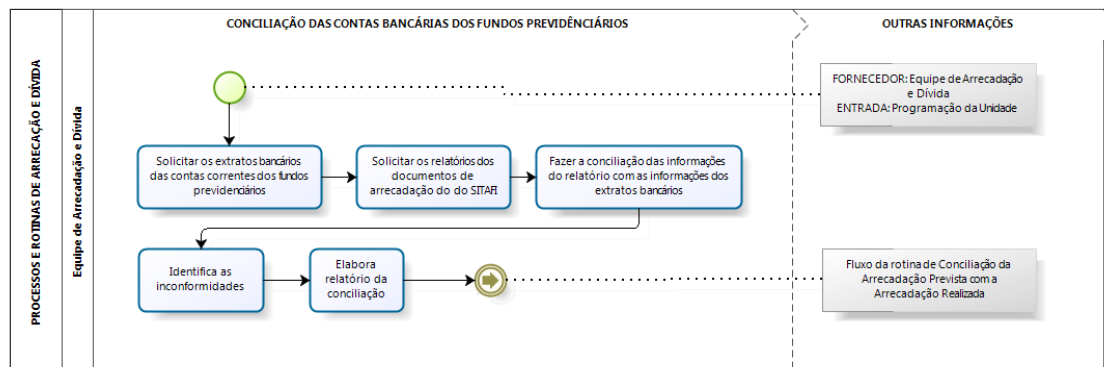 CONCILIAÇÃO DAS CONTAS BANCÁRIAS DOS FUNDOS PREVIDÊNCIÁRIOS
OUTRAS INFORMAÇÕES
PROCESSOS E ROTINAS DE ARRECAÇÃO E DÍVIDA
Equipe de Arrecadação e Dívida
FORNECEDOR: Equipe de Arrecadação
e Dívida
ENTRADA: Programação da Unidade
Solicitar os extratos bancários
das contas correntes dos fundos
previdenciários
Solicitar os relatórios dos
documentos de
arrecadação do do SITAFI
Fazer a conciliação das informações
do relatório com as informações dos
extratos bancários
Identifica as
inconformidades
Elabora
relatório da
conciliação
Fluxo da rotina de Conciliação da
Arrecadação Prevista com a
Arrecadação Realizada